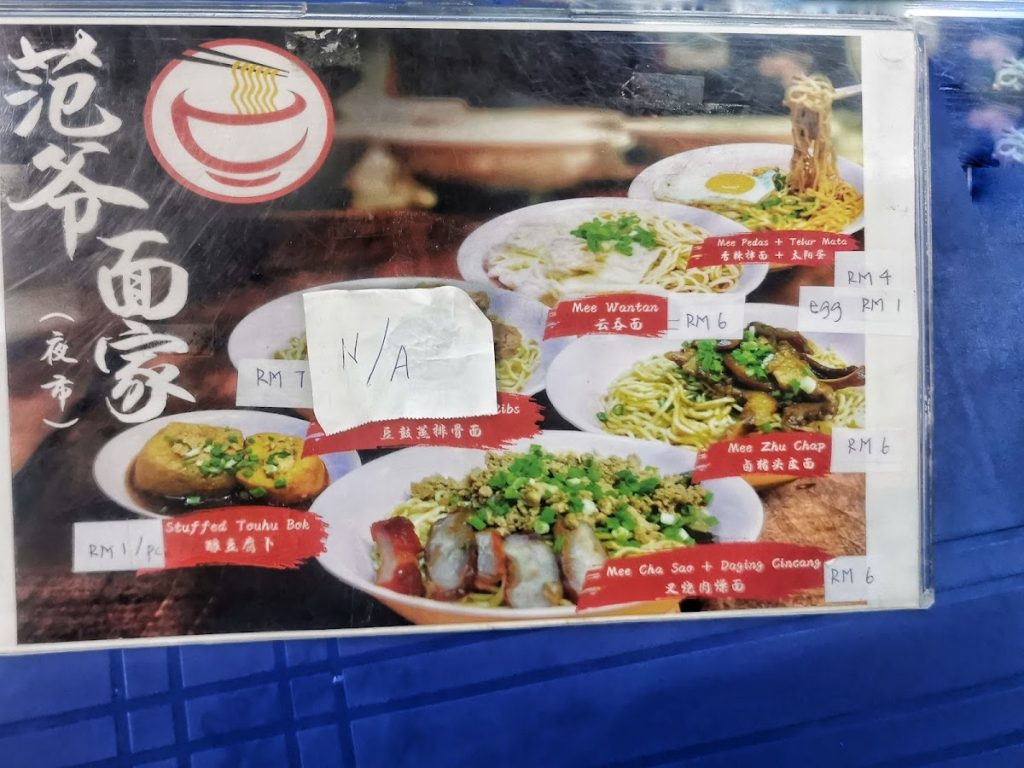 范爷面家
(夜市)
Mee Pedas + Telur Mata
香辣拌面 + 太阳蛋
RM 4
egg RM 1
Mee Wantan
云吞面
RM 6
RM 7
N/A
Ribs
豆豉蒸排骨面
Mee Zhu Chap
卤猪头皮面
RM 6
Stuffed Touhu Bok
酿豆腐卜
RM 1/pc
Mee Cha Sao + Daging Cincang
叉烧肉燥面
RM 6